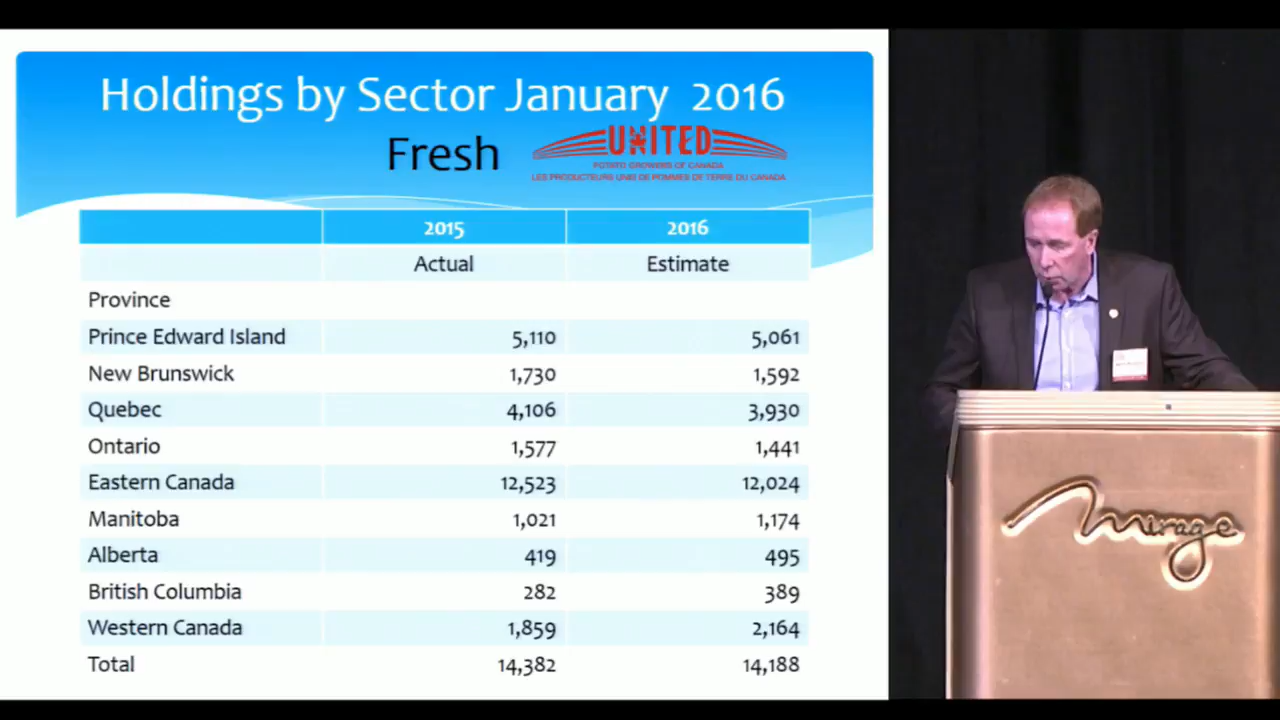 Holdings by Sector January 2016
Fresh
UNITED
POTATO GROWERS OF CANADA
LES PRODUCTEURS UNIS DE POMMES DE TERRE DU CANADA
2015 2016
Actual Estimate
Province
Prince Edward Island 5,110 5,061
New Brunswick 1,730 1,592
Quebec 4,106 3,930
Ontario 1,577 1,441
Eastern Canada 12,523 12,024
Manitoba 1,021 1,174
Alberta 419 495
British Columbia 282 389
Western Canada 1,859 2,164
Total 14,382 14,188
Mirage